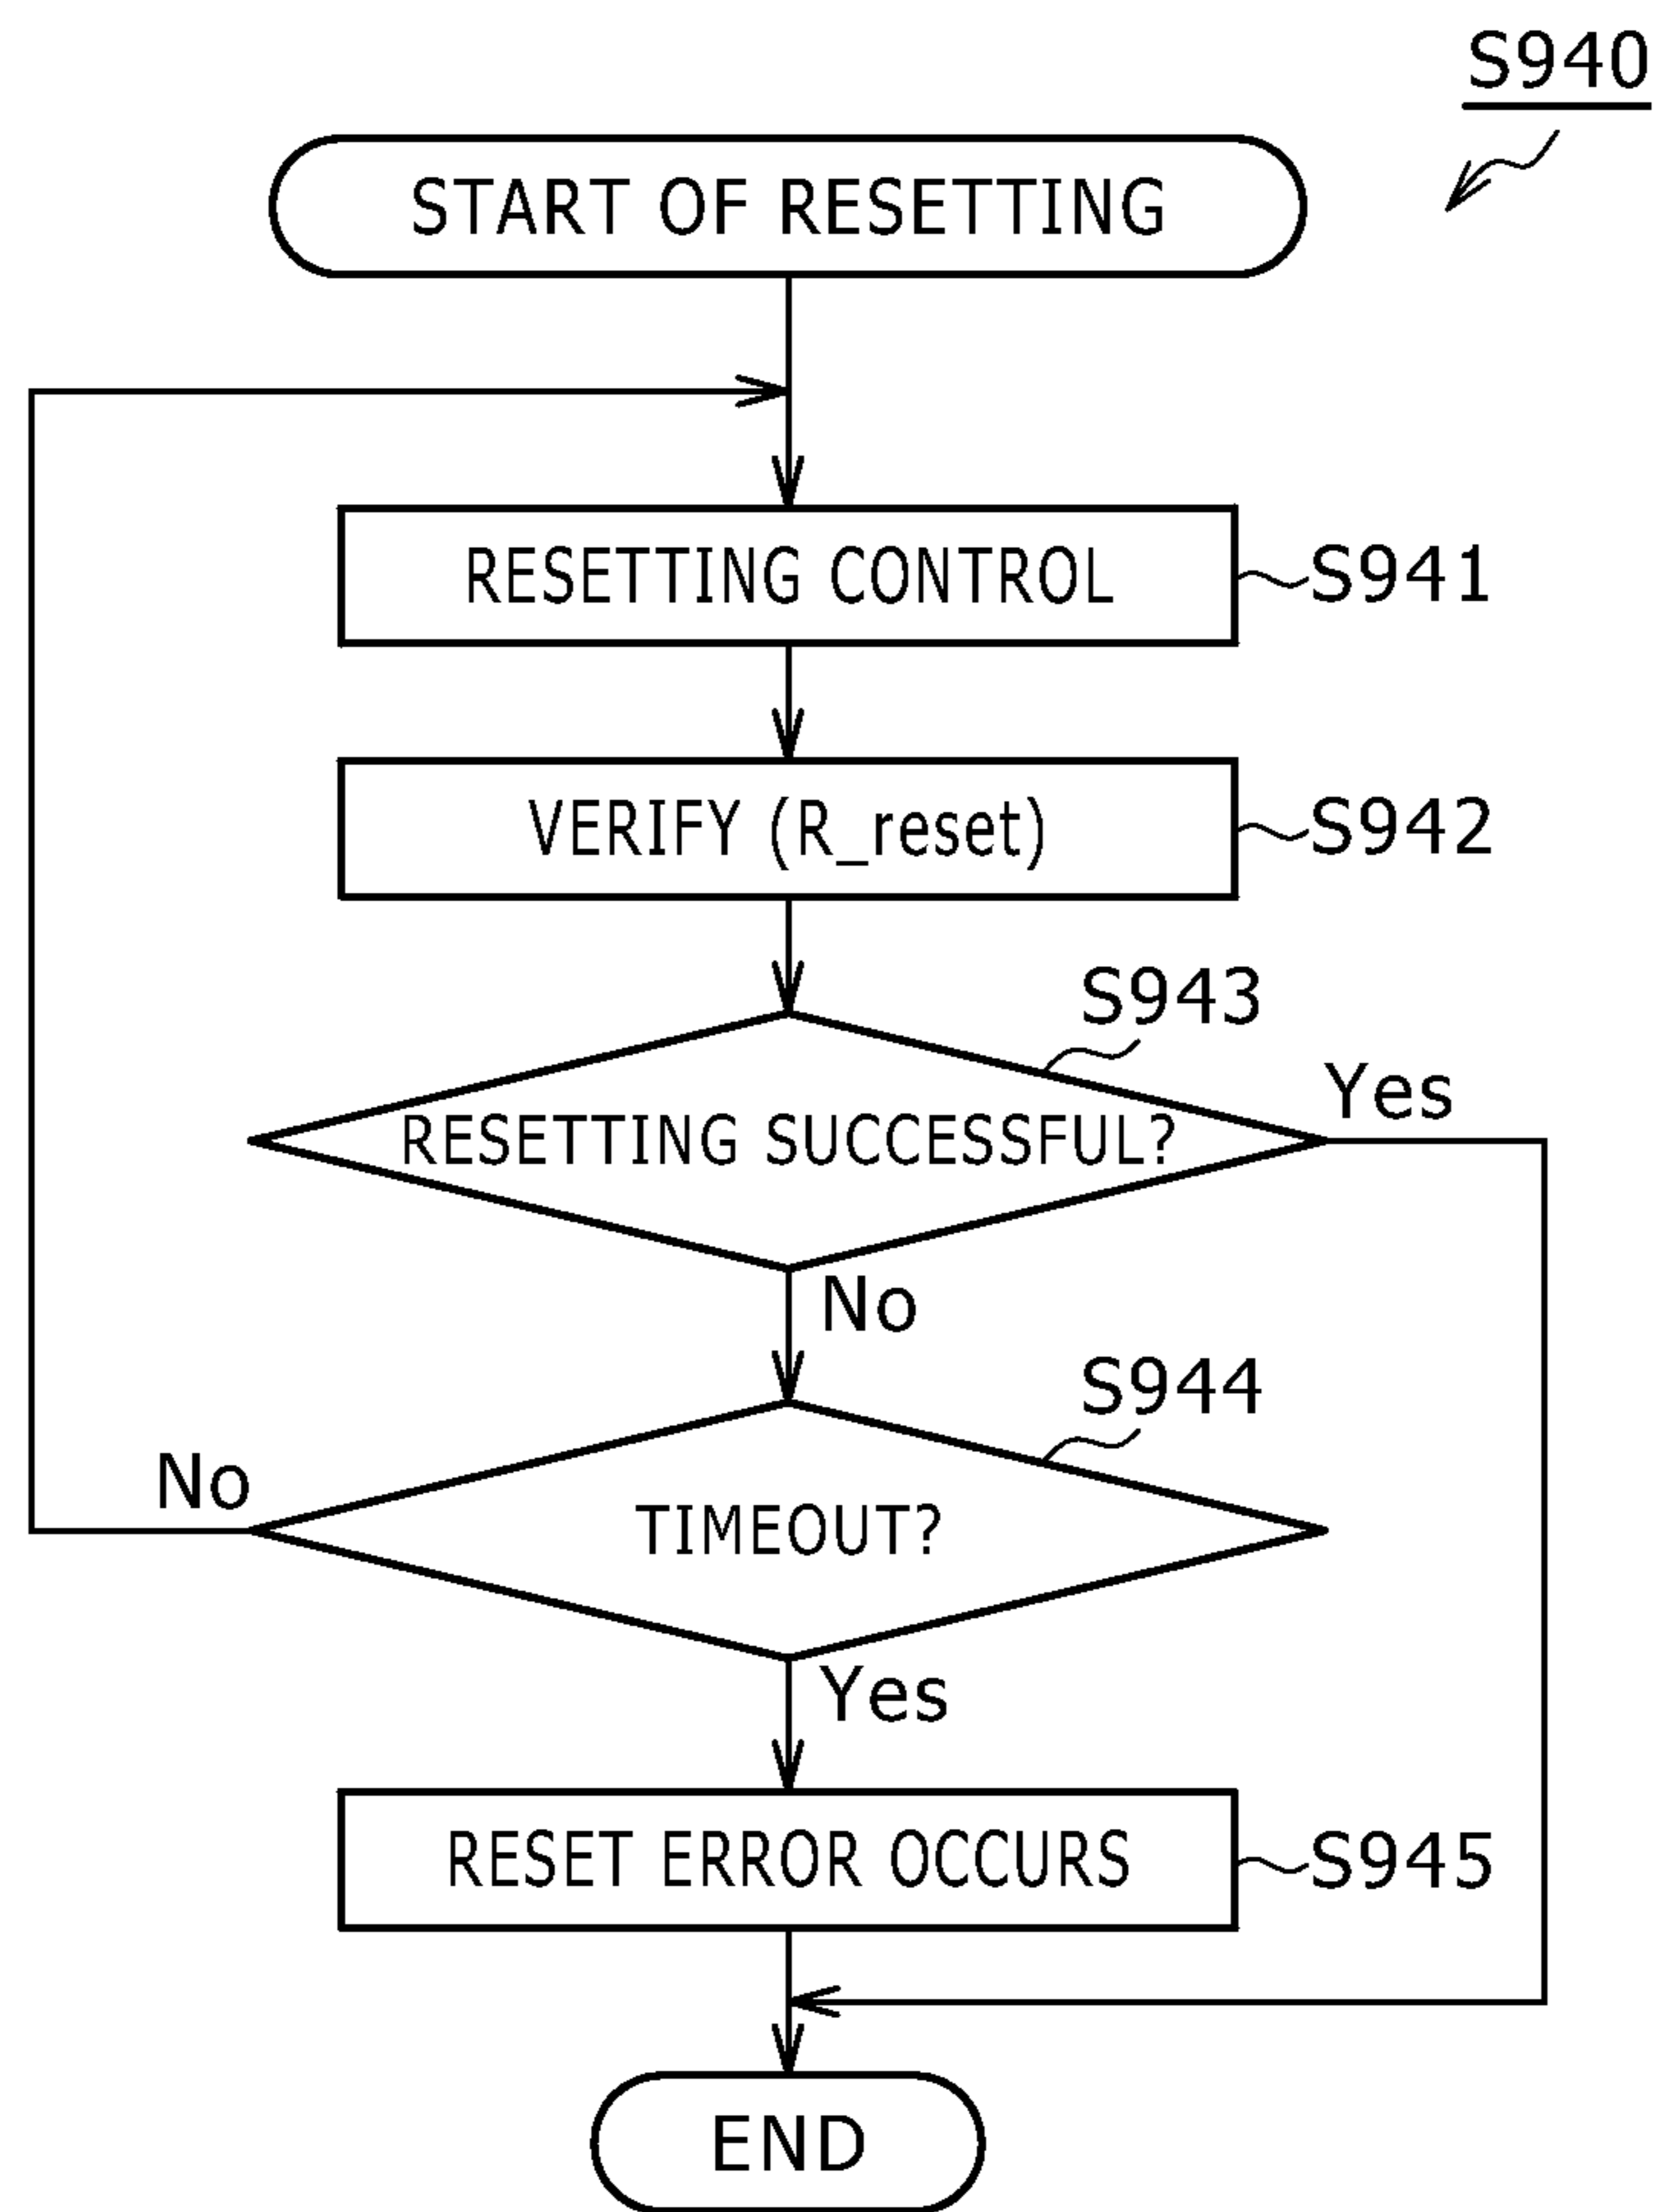 S940
START OF RESETTING
RESETTING CONTROL
S941
VERIFY (R_reset)
S942
S943
RESETTING SUCCESSFUL?
Yes
No
S944
No
TIMEOUT?
Yes
RESET ERROR OCCURS
S945
END